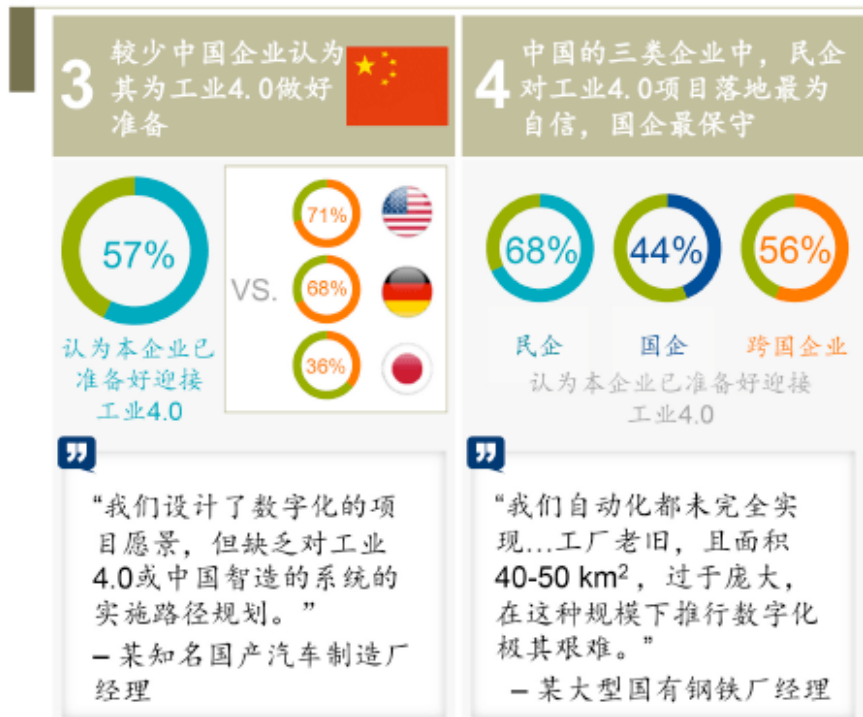 3
较少中国企业认为
其为工业4.0做好
准备
4
中国的三类企业中，民企
对工业4.0项目落地最为
自信，国企最保守
57%
认为本企业已
准备好迎接
工业4.0
VS.
71%
68%
36%
68%
44%
56%
民企
国企
跨国企业
认为本企业已准备好迎接
工业4.0
“我们设计了数字化的项
目愿景，但缺乏对工业
4.0或中国智造的系统的
实施路径规划。”
– 某知名国产汽车制造厂
经理
“我们自动化都未完全实
现...工厂老旧，且面积
40-50 km²，过于庞大，
在这种规模下推行数字化
极其艰难。”
– 某大型国有钢铁厂经理